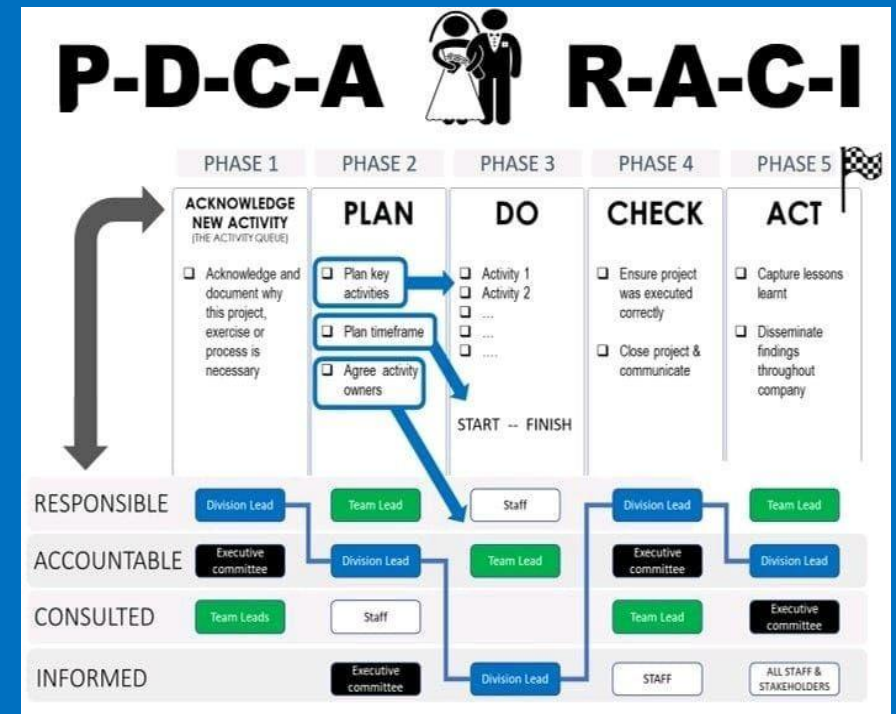 P-D-C-A R-A-C-I
PHASE 1 PHASE 2 PHASE 3 PHASE 4 PHASE 5
ACKNOWLEDGE
NEW ACTIVITY
(THE ACTIVITY QUEUE)
❑ Acknowledge and
document why
this project,
exercise or
process is
necessary
PLAN
❑ Plan key
activities
❑ Plan timeframe
❑ Agree activity
owners
DO
❑ Activity 1
❑ Activity 2
❑ ...
❑ ...
❑ ....
START -- FINISH
CHECK
❑ Ensure project
was executed
correctly
❑ Close project &
communicate
ACT
❑ Capture lessons
learnt
❑ Disseminate
findings
throughout
company
RESPONSIBLE
Division Lead
Team Lead
Staff
Division Lead
Team Lead
ACCOUNTABLE
Executive
committee
Division Lead
Team Lead
Executive
committee
Division Lead
CONSULTED
Team Leads
Staff
Team Lead
Executive
committee
INFORMED
Executive
committee
Division Lead
STAFF
ALL STAFF &
STAKEHOLDERS